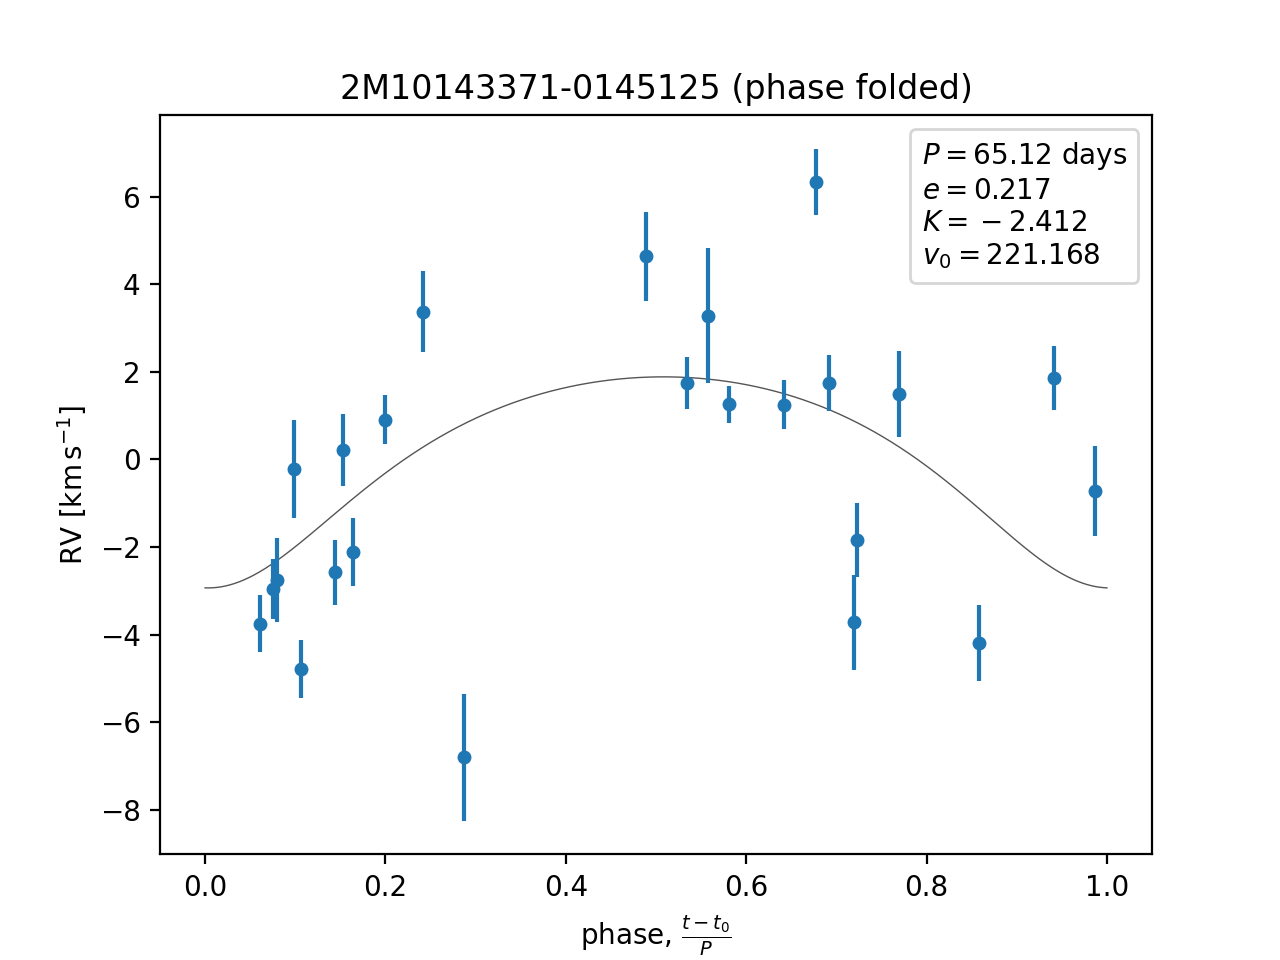 2M10143371-0145125 (phase folded)
P = 65.12 days
e = 0.217
K = −2.412
v₀ = 221.168
6
4
2
0
−2
−4
−6
−8
RV [km s⁻¹]
0.0 0.2 0.4 0.6 0.8 1.0
phase, (t − t₀)/P